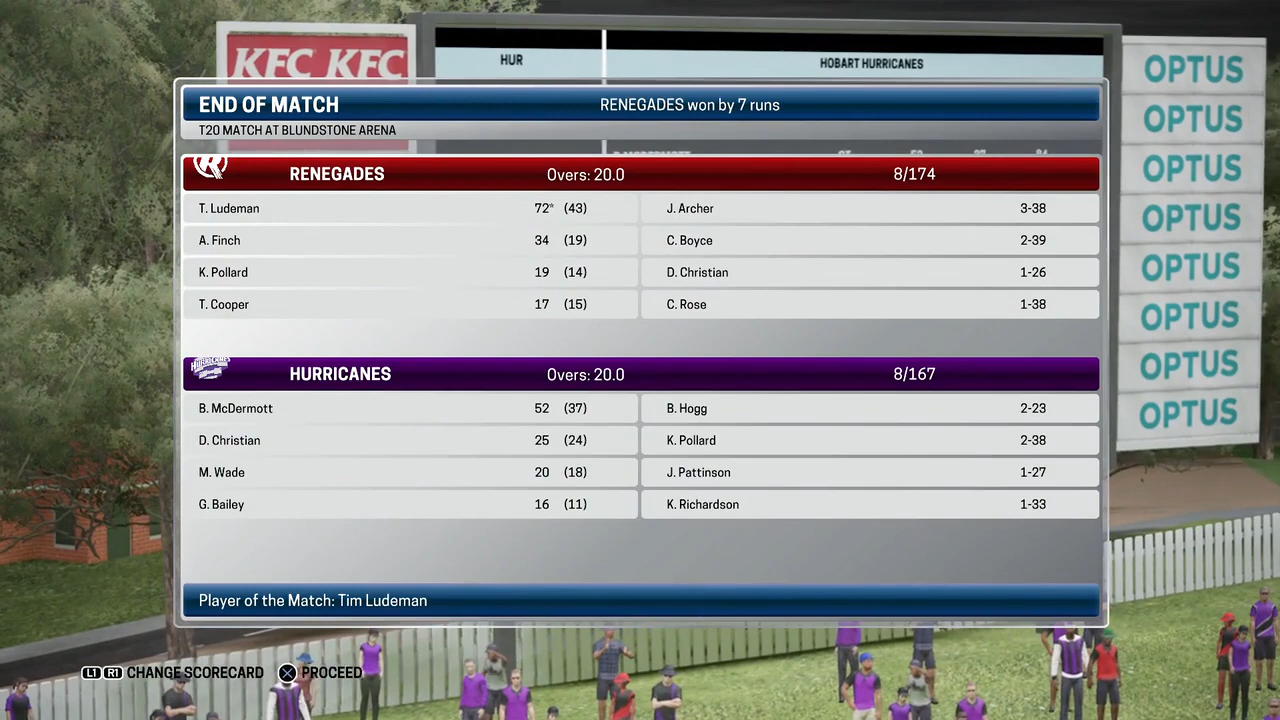 KFC KFC
HUR HOBART HURRICANES
OPTUS
OPTUS
OPTUS
OPTUS
OPTUS
OPTUS
OPTUS
OPTUS
END OF MATCH RENEGADES won by 7 runs
T20 MATCH AT BLUNDSTONE ARENA
R RENEGADES Overs: 20.0 8/174
T. Ludeman 72* (43) J. Archer 3-38
A. Finch 34 (19) C. Boyce 2-39
K. Pollard 19 (14) D. Christian 1-26
T. Cooper 17 (15) C. Rose 1-38
HURRICANES HURRICANES Overs: 20.0 8/167
B. McDermott 52 (37) B. Hogg 2-23
D. Christian 25 (24) K. Pollard 2-38
M. Wade 20 (18) J. Pattinson 1-27
G. Bailey 16 (11) K. Richardson 1-33
Player of the Match: Tim Ludeman
L1 R1 CHANGE SCORECARD PROCEED